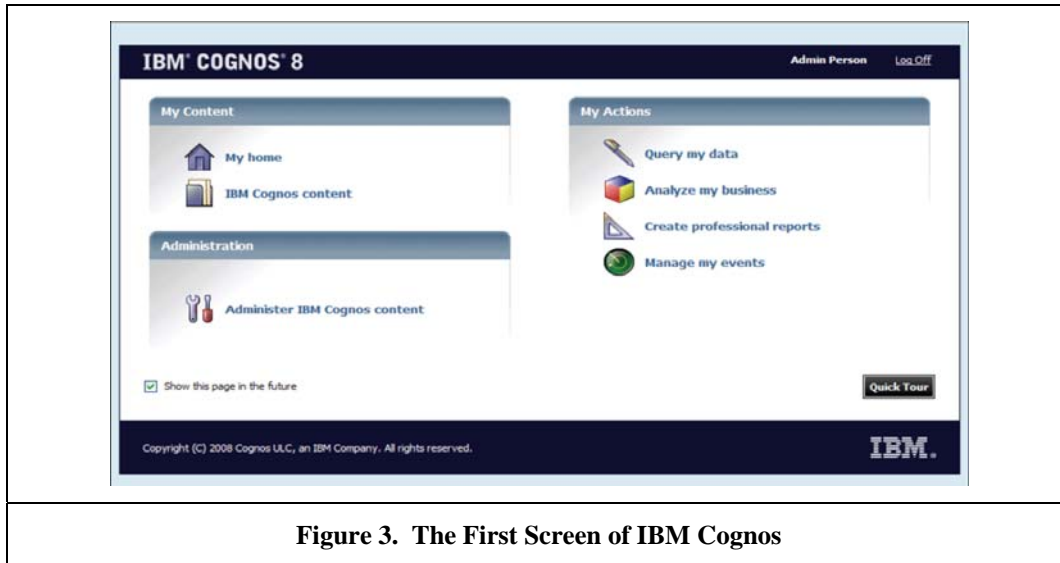 IBM® COGNOS® 8
Admin Person Log Off
My Content
My home
IBM Cognos content
Administration
Administer IBM Cognos content
My Actions
Query my data
Analyze my business
Create professional reports
Manage my events
Show this page in the future
Quick Tour
Copyright (C) 2008 Cognos ULC, an IBM Company. All rights reserved.
IBM.
Figure 3. The First Screen of IBM Cognos